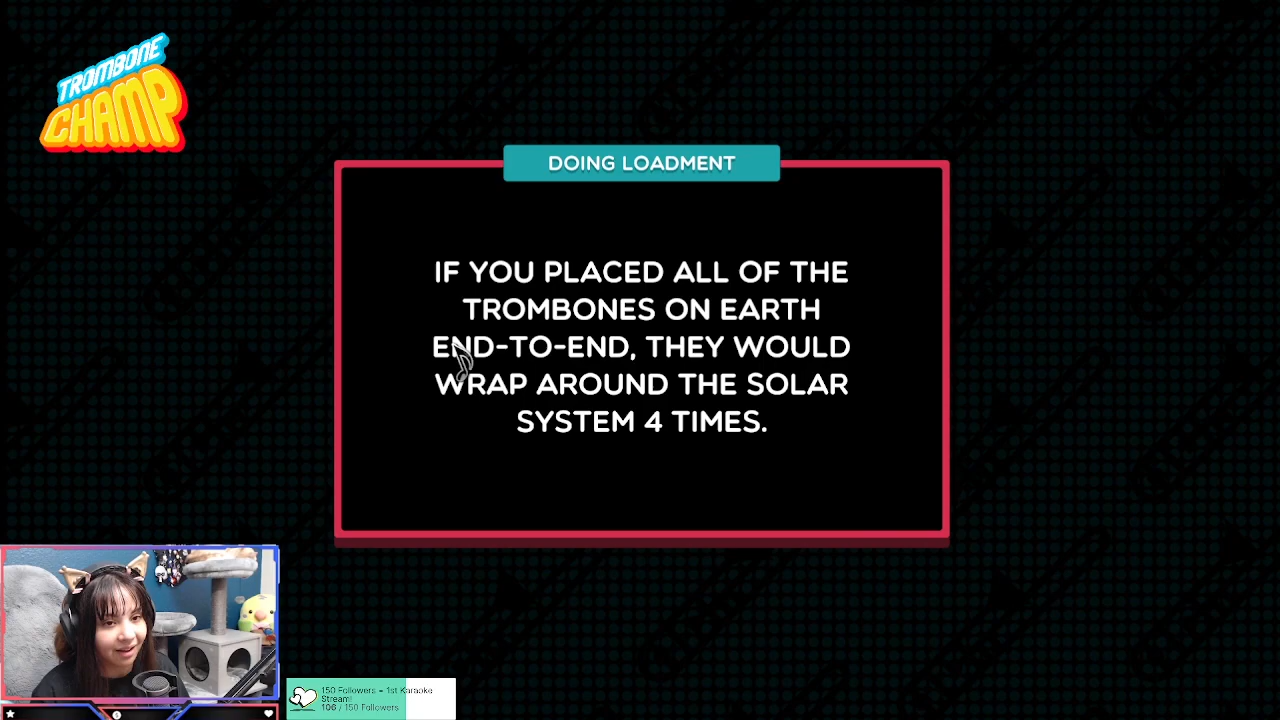 TROMBONE
CHAMP
DOING LOADMENT
IF YOU PLACED ALL OF THE
TROMBONES ON EARTH
END-TO-END, THEY WOULD
WRAP AROUND THE SOLAR
SYSTEM 4 TIMES.
150 Followers = 1st Karaoke
Stream!
106 / 150 Followers